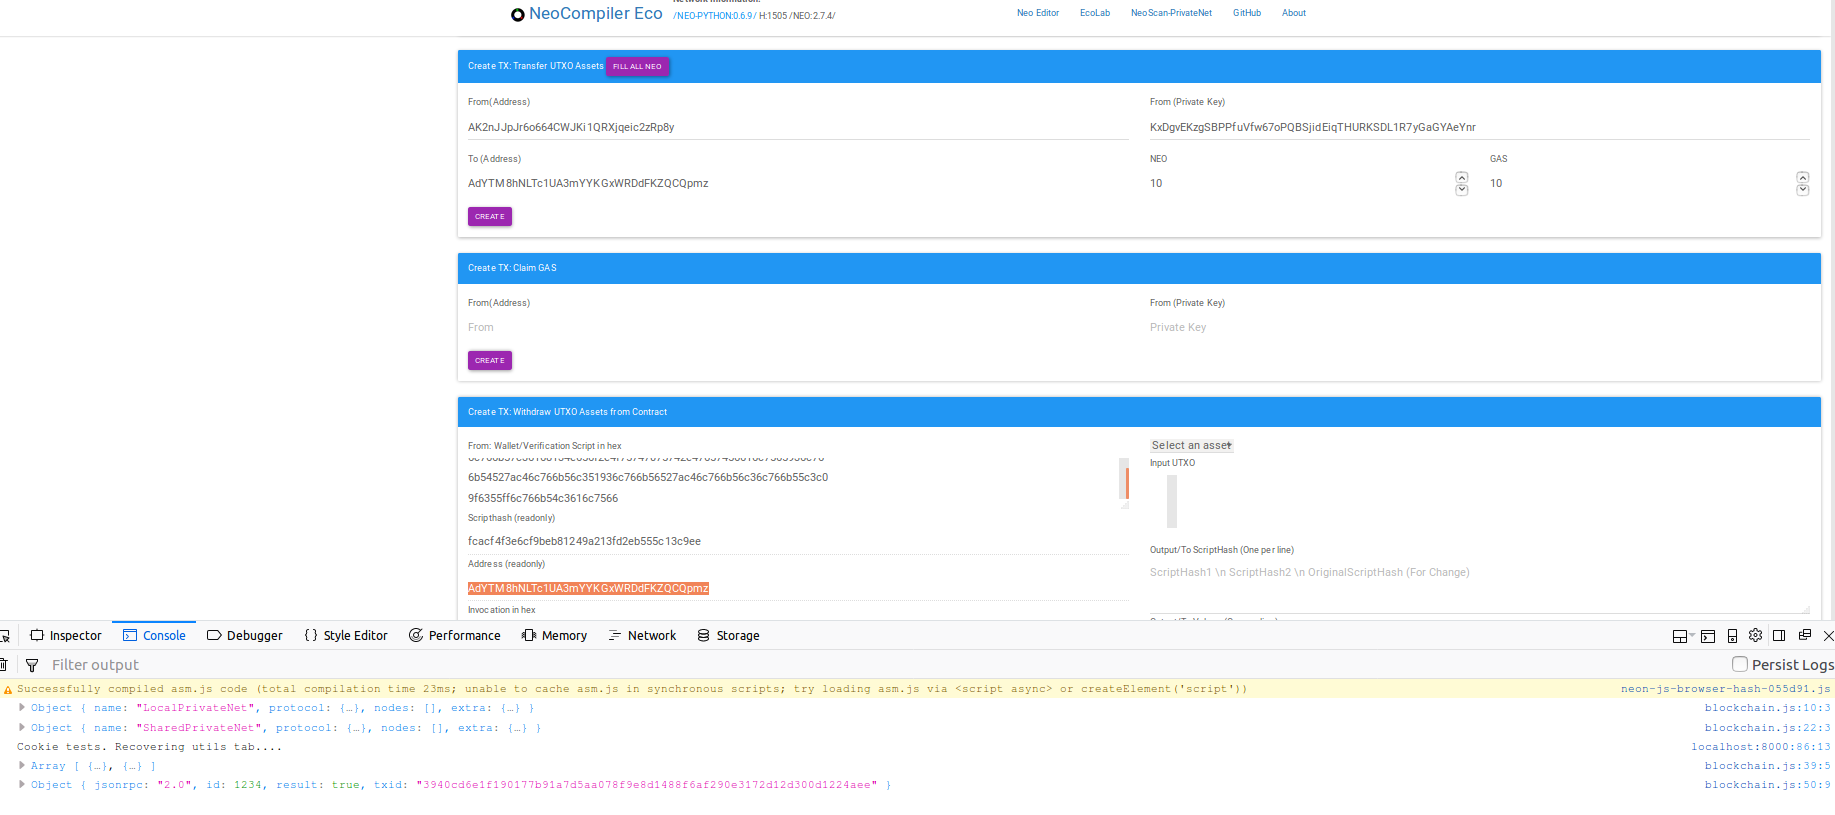 Network Information:
NeoCompiler Eco
/NEO-PYTHON:0.6.9/ H:1505 /NEO:2.7.4/
Neo Editor EcoLab NeoScan-PrivateNet GitHub About
Create TX: Transfer UTXO Assets FILL ALL NEO
From(Address) From (Private Key)
AK2nJJpJr6o664CWJKi1QRXjqeic2zRp8y KxDgvEKzgSBPPfuVfw67oPQBSjidEiqTHURKSDL1R7yGaGYAeYnr
To (Address) NEO GAS
AdYTM8hNLTc1UA3mYYKGxWRDdFKZQCQpmz 10 10
CREATE
Create TX: Claim GAS
From(Address) From (Private Key)
From Private Key
CREATE
Create TX: Withdraw UTXO Assets from Contract
From: Wallet/Verification Script in hex Select an asset
Input UTXO
6b54527ac46c766b56c351936c766b56527ac46c766b56c36c766b55c3c0
9f6355ff6c766b54c3616c7566
Scripthash (readonly)
fcacf4f3e6cf9beb81249a213fd2eb555c13c9ee
Output/To ScriptHash (One per line)
Address (readonly)
ScriptHash1 \n ScriptHash2 \n OriginalScriptHash (For Change)
AdYTM8hNLTc1UA3mYYKGxWRDdFKZQCQpmz
Invocation in hex
Inspector Console Debugger Style Editor Performance Memory Network Storage
Filter output Persist Logs
Successfully compiled asm.js code (total compilation time 23ms; unable to cache asm.js in synchronous scripts; try loading asm.js via <script async> or createElement('script')) neon-js-browser-hash-055d91.js
Object { name: "LocalPrivateNet", protocol: {…}, nodes: [], extra: {…} } blockchain.js:10:3
Object { name: "SharedPrivateNet", protocol: {…}, nodes: [], extra: {…} } blockchain.js:22:3
Cookie tests. Recovering utils tab.... localhost:8000:86:13
Array [ {…}, {…} ] blockchain.js:39:5
Object { jsonrpc: "2.0", id: 1234, result: true, txid: "3940cd6e1f190177b91a7d5aa078f9e8d1488f6af290e3172d12d300d1224aee" } blockchain.js:50:9